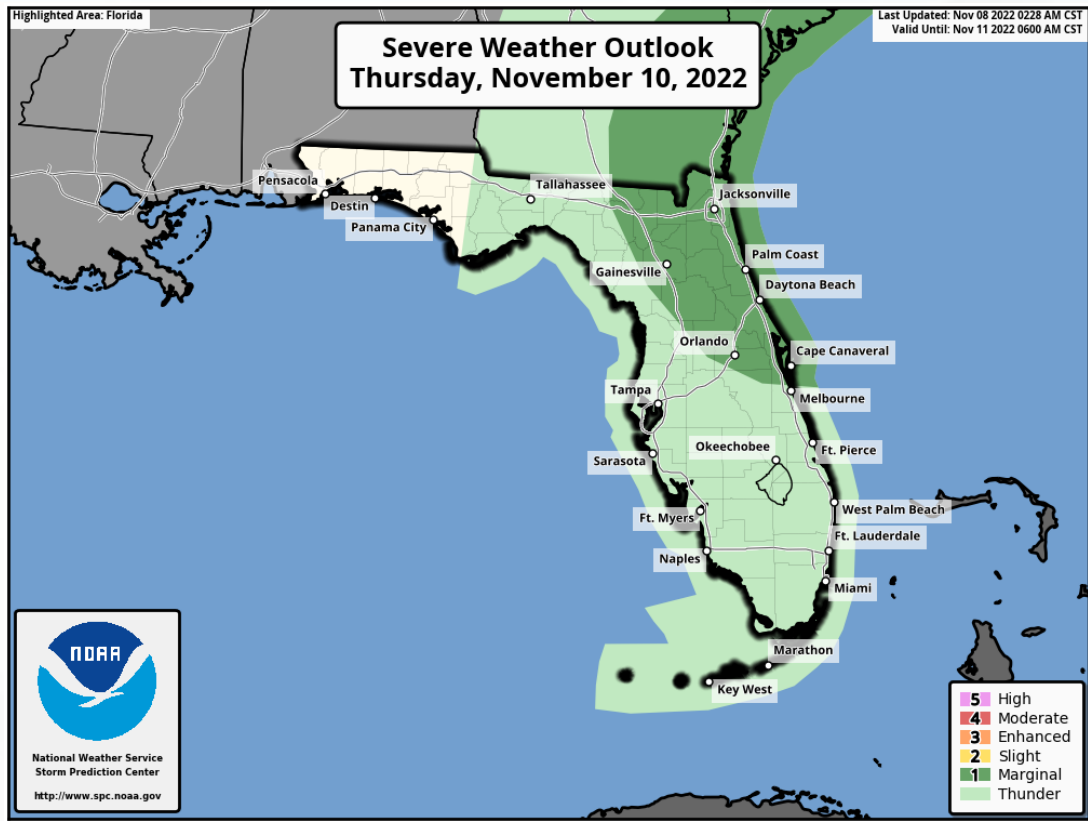 Highlighted Area: Florida
Last Updated: Nov 08 2022 0228 AM CST
Valid Until: Nov 11 2022 0600 AM CST
Severe Weather Outlook
Thursday, November 10, 2022
Pensacola
Destin
Panama City
Tallahassee
Jacksonville
Gainesville
Palm Coast
Daytona Beach
Orlando
Cape Canaveral
Tampa
Melbourne
Okeechobee
Ft. Pierce
Sarasota
Ft. Myers
West Palm Beach
Ft. Lauderdale
Naples
Miami
Marathon
Key West
NOAA
National Weather Service
Storm Prediction Center
http://www.spc.noaa.gov
5 High
4 Moderate
3 Enhanced
2 Slight
1 Marginal
Thunder